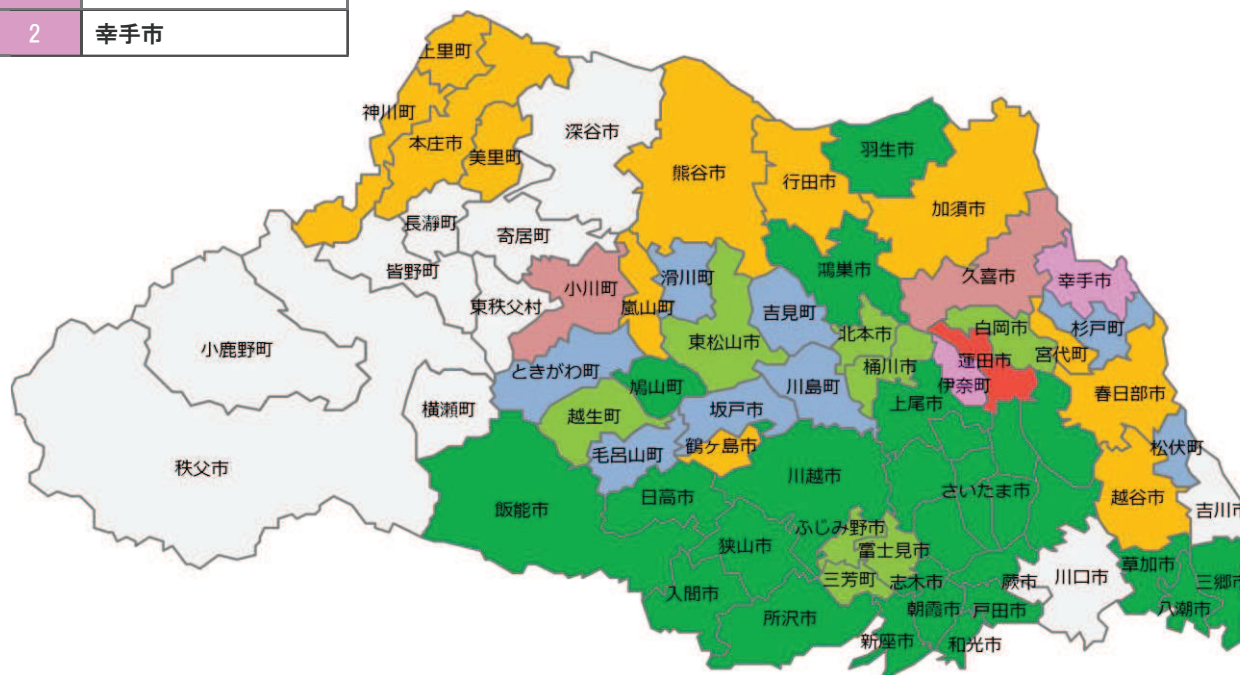 2 幸手市
上里町
神川町
本庄市
美里町
深谷市
熊谷市
行田市
羽生市
加須市
長瀞町
寄居町
皆野町
東秩父村
小川町
嵐山町
滑川町
吉見町
鴻巣市
久喜市
幸手市
小鹿野町
東松山市
北本市
白岡市
杉戸町
ときがわ町
鳩山町
川島町
桶川市
蓮田市
宮代町
伊奈町
横瀬町
越生町
坂戸市
上尾市
春日部市
秩父市
毛呂山町
鶴ヶ島市
川越市
松伏町
飯能市
日高市
さいたま市
越谷市
吉川市
ふじみ野市
狭山市
富士見市
三芳町
志木市
蕨市
川口市
草加市
三郷市
入間市
所沢市
朝霞市
戸田市
八潮市
新座市
和光市